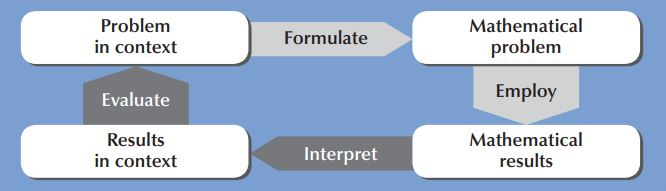 Problem
in context
Formulate
Mathematical
problem
Employ
Evaluate
Results
in context
Interpret
Mathematical
results